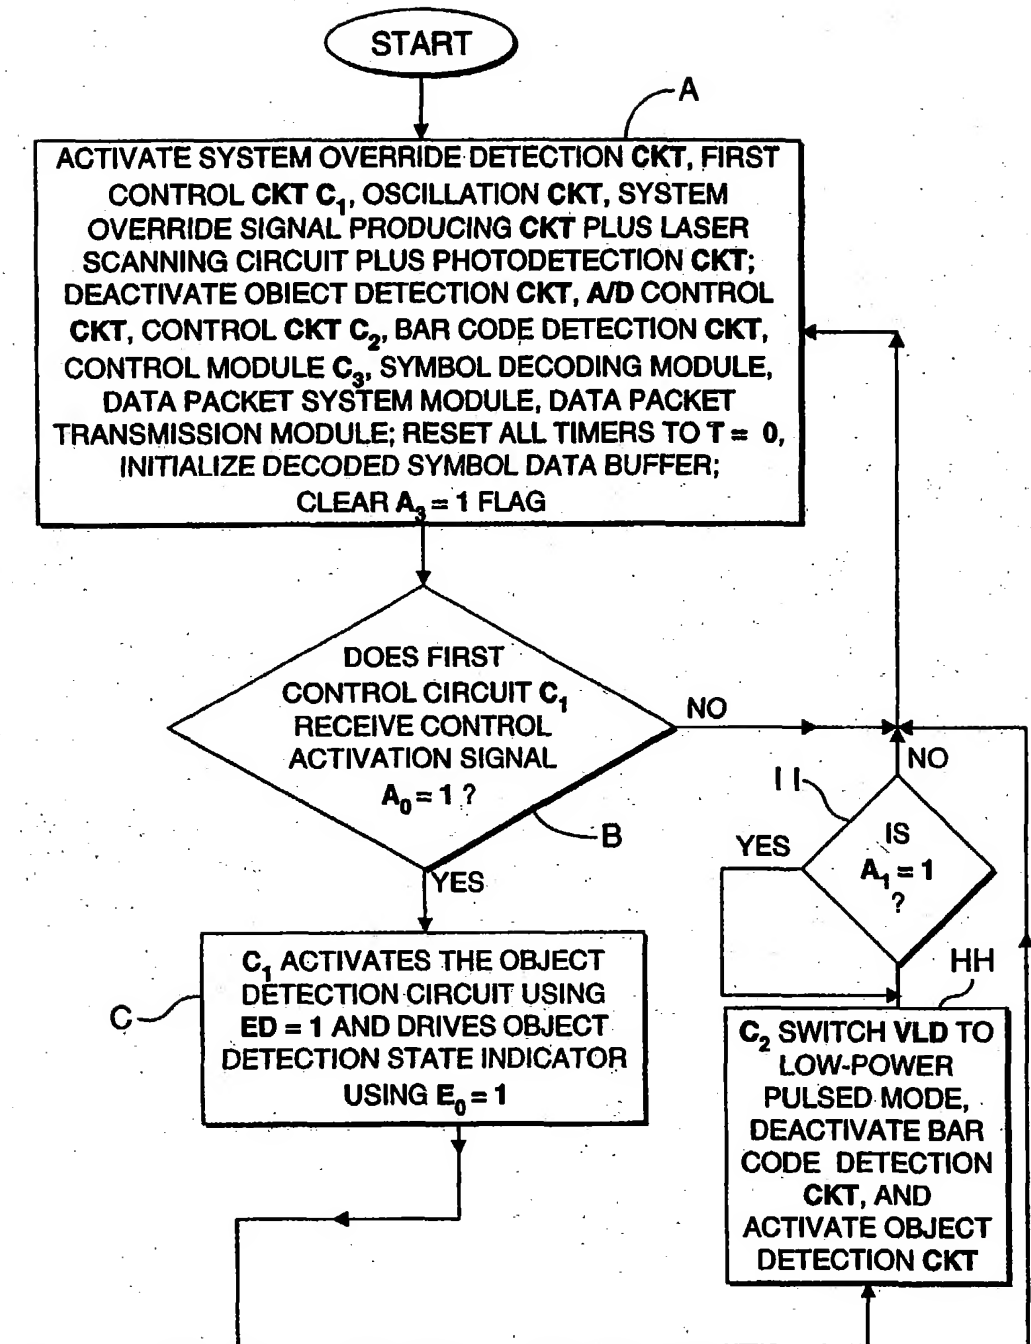 START
A
ACTIVATE SYSTEM OVERRIDE DETECTION CKT, FIRST
CONTROL CKT C₁, OSCILLATION CKT, SYSTEM
OVERRIDE SIGNAL PRODUCING CKT PLUS LASER
SCANNING CIRCUIT PLUS PHOTODETECTION CKT;
DEACTIVATE OBIECT DETECTION CKT, A/D CONTROL
CKT, CONTROL CKT C₂, BAR CODE DETECTION CKT,
CONTROL MODULE C₃, SYMBOL DECODING MODULE,
DATA PACKET SYSTEM MODULE, DATA PACKET
TRANSMISSION MODULE; RESET ALL TIMERS TO T = 0,
INITIALIZE DECODED SYMBOL DATA BUFFER;
CLEAR A₃ = 1 FLAG
DOES FIRST
CONTROL CIRCUIT C₁
RECEIVE CONTROL
ACTIVATION SIGNAL
A₀ = 1 ?
NO
B
YES
C₁ ACTIVATES THE OBJECT
DETECTION CIRCUIT USING
ED = 1 AND DRIVES OBJECT
DETECTION STATE INDICATOR
USING E₀ = 1
C
NO
II
YES
IS
A₁ = 1
?
HH
C₂ SWITCH VLD TO
LOW-POWER
PULSED MODE,
DEACTIVATE BAR
CODE DETECTION
CKT, AND
ACTIVATE OBJECT
DETECTION CKT